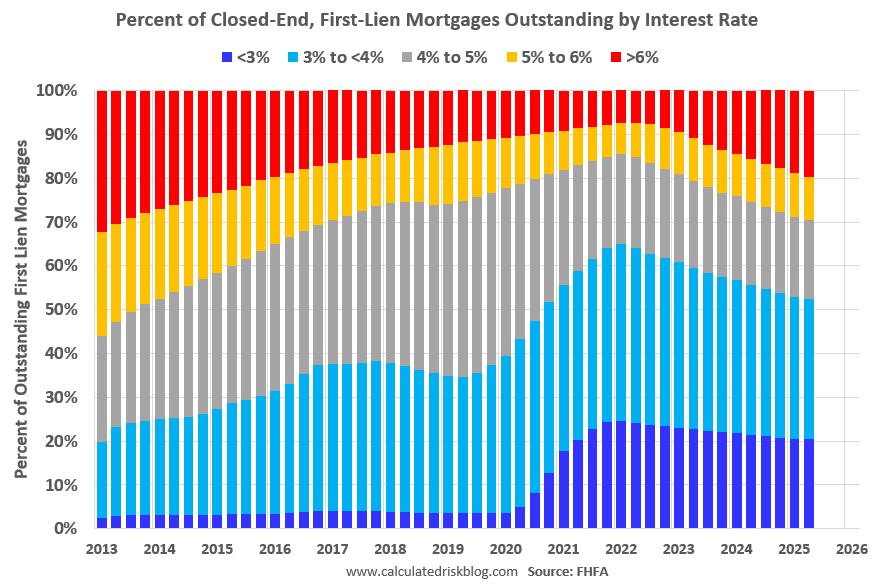 Percent of Closed-End, First-Lien Mortgages Outstanding by Interest Rate
<3% 3% to <4% 4% to 5% 5% to 6% >6%
Percent of Outstanding First Lien Mortgages
100%
90%
80%
70%
60%
50%
40%
30%
20%
10%
0%
2013 2014 2015 2016 2017 2018 2019 2020 2021 2022 2023 2024 2025 2026
www.calculatedriskblog.com Source: FHFA